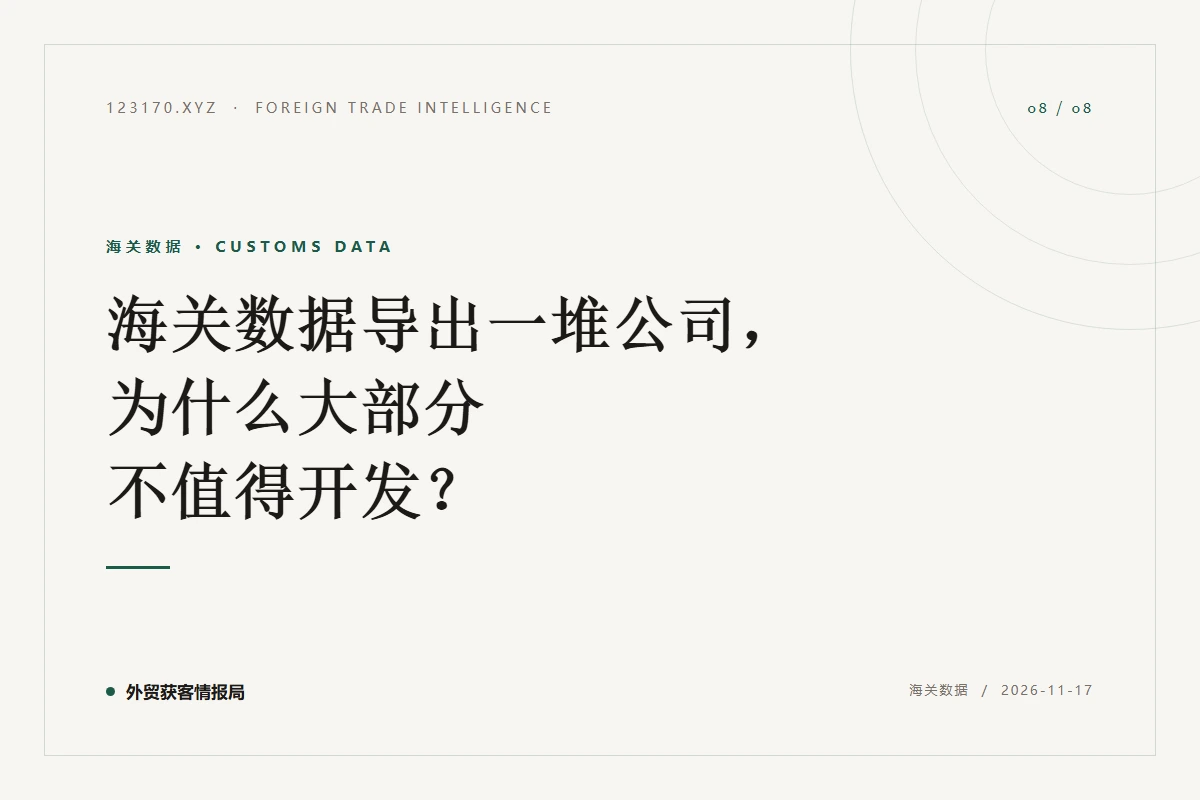 123170.XYZ · FOREIGN TRADE INTELLIGENCE
08 / 08
海关数据 • CUSTOMS DATA
海关数据导出一堆公司，
为什么大部分
不值得开发？
外贸获客情报局
海关数据 / 2026-11-17